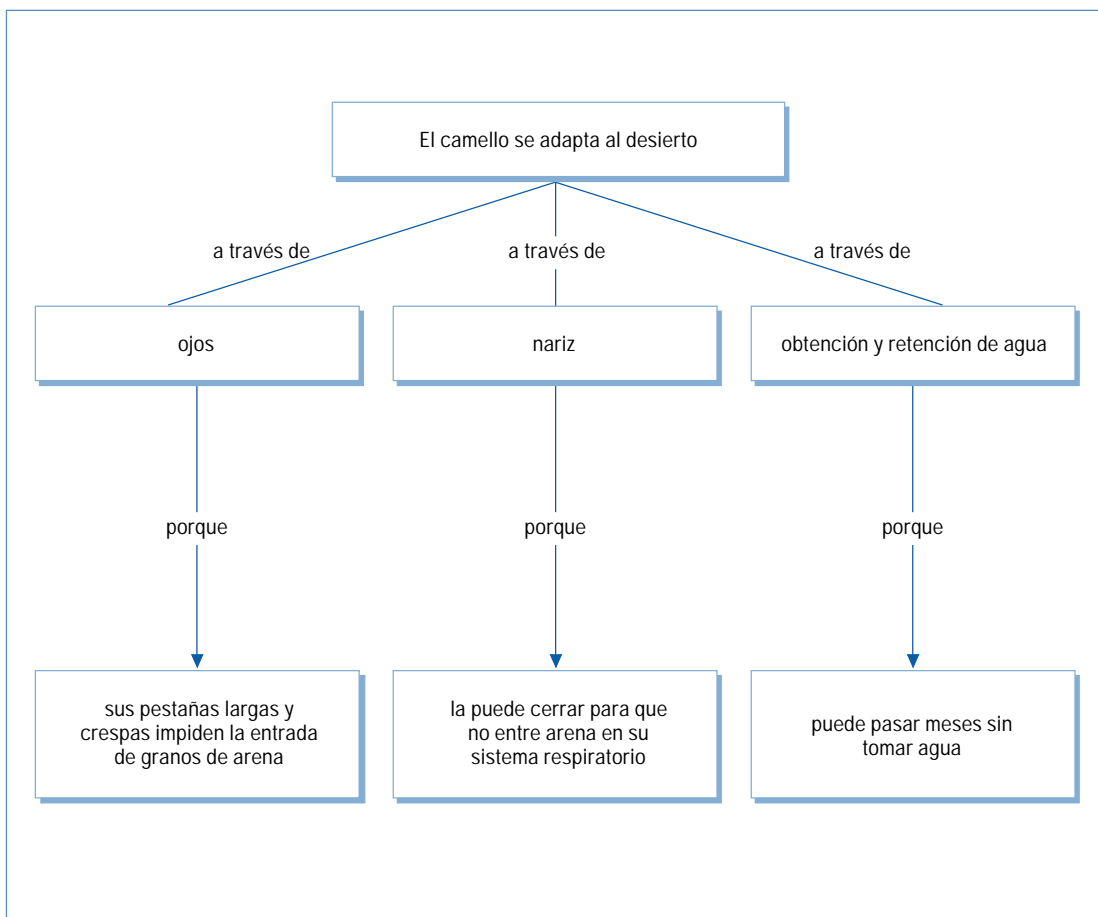 El camello se adapta al desierto
a través de
a través de
a través de
ojos
nariz
obtención y retención de agua
porque
porque
porque
sus pestañas largas y
crespas impiden la entrada
de granos de arena
la puede cerrar para que
no entre arena en su
sistema respiratorio
puede pasar meses sin
tomar agua